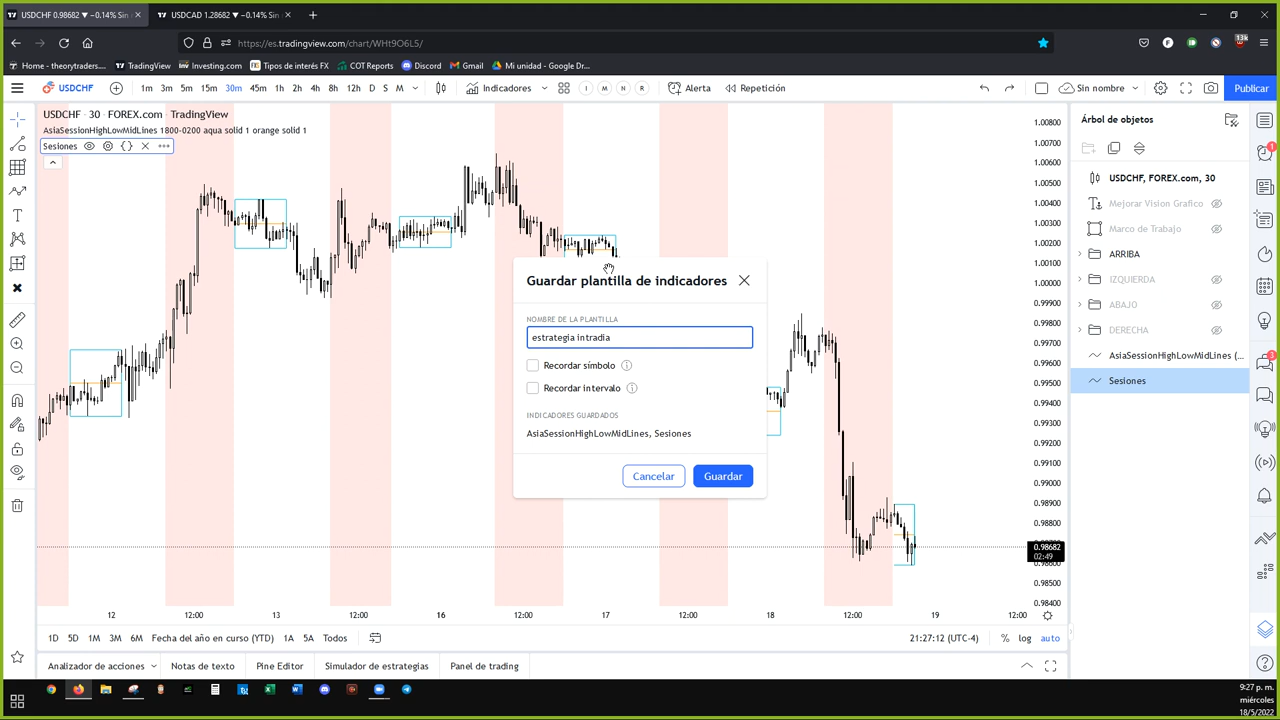 USDCHF 0.98682 ▼ −0.14% Sin
USDCAD 1.28682 ▼ −0.14% Sin
https://es.tradingview.com/chart/WHt9O6L5/
13k
Home - theorytraders....
TradingView
Investing.com
Tipos de interés FX
COT Reports
Discord
Gmail
Mi unidad - Google Dr...
USDCHF
1m 3m 5m 15m 30m 45m 1h 2h 4h 8h 12h D S M
Indicadores
I M N R
Alerta
Repetición
Sin nombre
Publicar
USDCHF · 30 · FOREX.com · TradingView
AsiaSessionHighLowMidLines 1800-0200 aqua solid 1 orange solid 1
Sesiones
Guardar plantilla de indicadores
NOMBRE DE LA PLANTILLA
estrategia intradia
Recordar símbolo
Recordar intervalo
INDICADORES GUARDADOS
AsiaSessionHighLowMidLines, Sesiones
Cancelar
Guardar
1.00800
1.00700
1.00600
1.00500
1.00400
1.00300
1.00200
1.00100
1.00000
0.99900
0.99800
0.99700
0.99600
0.99500
0.99400
0.99300
0.99200
0.99100
0.99000
0.98900
0.98800
0.98682
02:49
0.98600
0.98500
0.98400
12 12:00 13 12:00 16 12:00 17 12:00 18 12:00 19 12:00
Árbol de objetos
USDCHF, FOREX.com, 30
Mejorar Vision Grafico
Marco de Trabajo
ARRIBA
IZQUIERDA
ABAJO
DERECHA
AsiaSessionHighLowMidLines (...
Sesiones
1
3
1D 5D 1M 3M 6M Fecha del año en curso (YTD) 1A 5A Todos
21:27:12 (UTC-4)
% log auto
Analizador de acciones
Notas de texto
Pine Editor
Simulador de estrategias
Panel de trading
9:27 p. m.
miércoles
18/5/2022